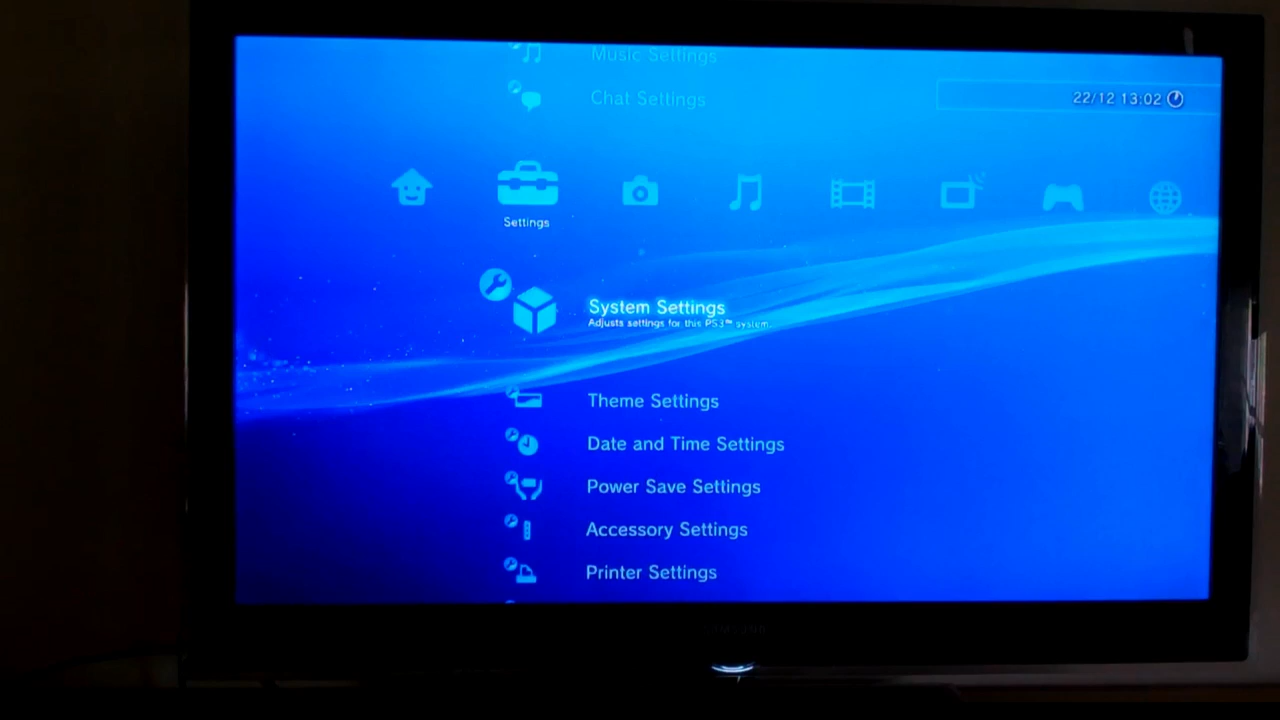 Music Settings
Chat Settings
22/12 13:02
Settings
System Settings
Adjusts settings for this PS3™ system.
Theme Settings
Date and Time Settings
Power Save Settings
Accessory Settings
Printer Settings